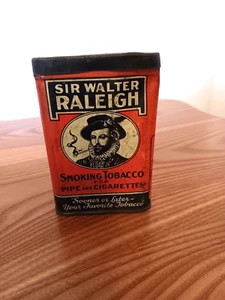 SIR WALTER
RALEIGH
SMOKING TOBACCO
FOR
PIPE AND CIGARETTES
Sooner or Later-
Your Favorite Tobacco